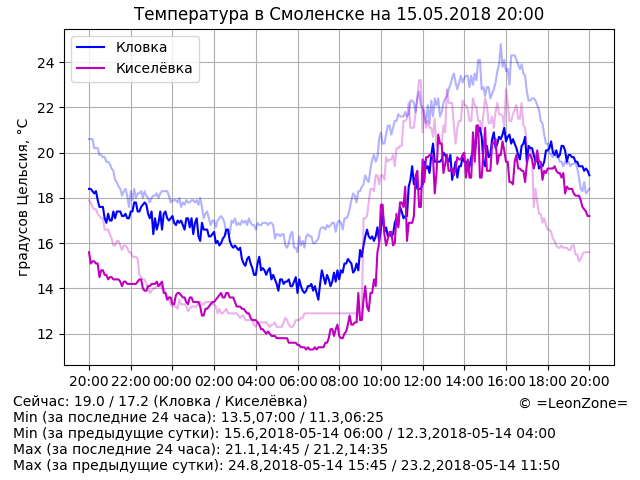 Температура в Смоленске на 15.05.2018 20:00
Кловка
Киселёвка
градусов Цельсия, °C
24
22
20
18
16
14
12
20:00 22:00 00:00 02:00 04:00 06:00 08:00 10:00 12:00 14:00 16:00 18:00 20:00
Сейчас: 19.0 / 17.2 (Кловка / Киселёвка)
© =LeonZone=
Min (за последние 24 часа): 13.5,07:00 / 11.3,06:25
Min (за предыдущие сутки): 15.6,2018-05-14 06:00 / 12.3,2018-05-14 04:00
Max (за последние 24 часа): 21.1,14:45 / 21.2,14:35
Max (за предыдущие сутки): 24.8,2018-05-14 15:45 / 23.2,2018-05-14 11:50